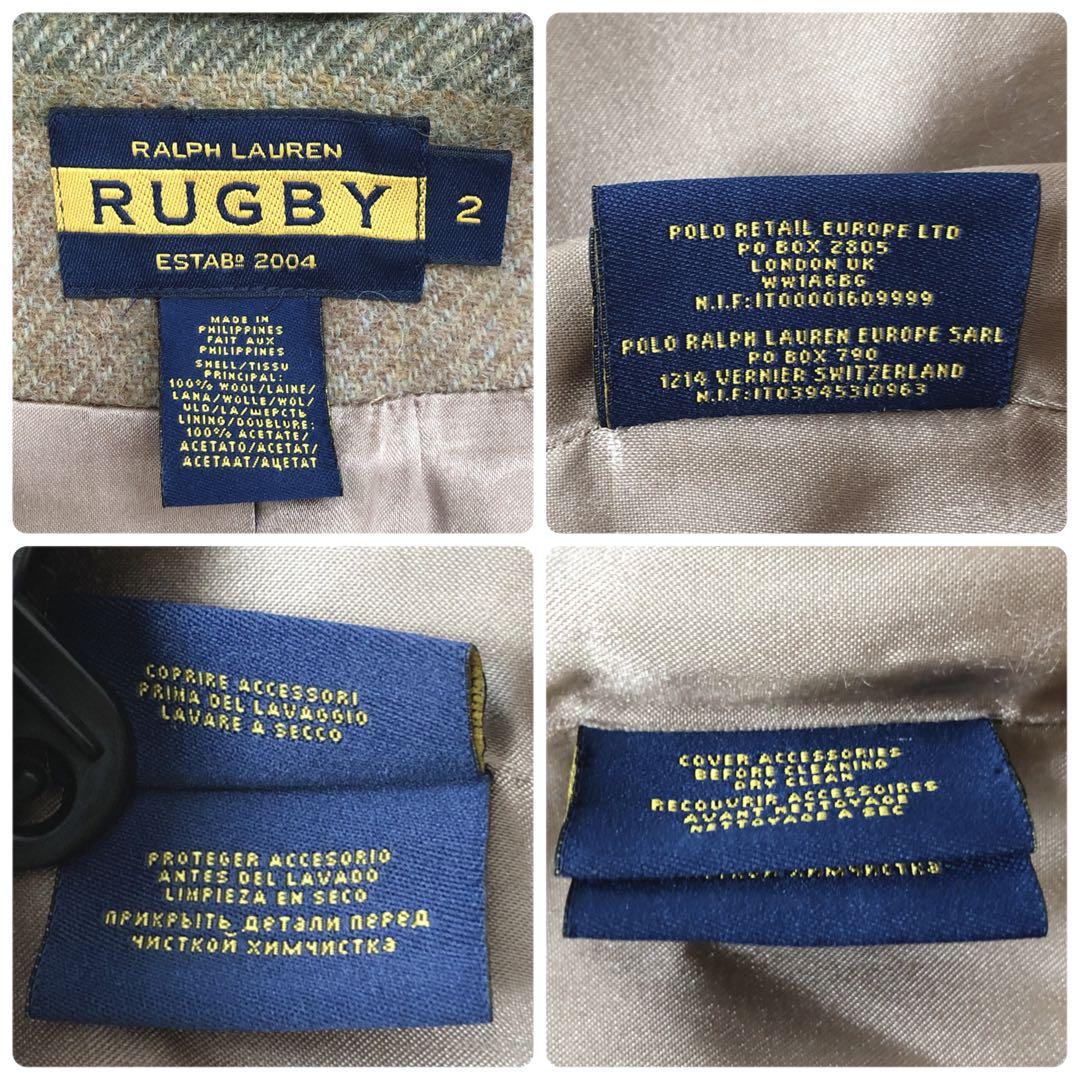 RALPH LAUREN
RUGBY
2
ESTABº 2004
MADE IN
PHILIPPINES
FAIT AUX
PHILIPPINES
SHELL/TISSU
PRINCIPAL:
100% WOOL/LAINE/
LANA/WOLLE/WOL/
ULD/LA/ШЕРСТЬ
LINING/DOUBLURE:
100% ACETATE/
ACETATO/ACETAT/
ACETAAT/АЦЕТАТ
POLO RETAIL EUROPE LTD
PO BOX 2805
LONDON UK
WW1A6BG
N.I.F:IT00001609999
POLO RALPH LAUREN EUROPE SARL
PO BOX 790
1214 VERNIER SWITZERLAND
N.I.F:IT03945310963
COPRIRE ACCESSORI
PRIMA DEL LAVAGGIO
LAVARE A SECCO
PROTEGER ACCESORIO
ANTES DEL LAVADO
LIMPIEZA EN SECO
ПРИКРЫТЬ ДЕТАЛИ ПЕРЕД
ЧИСТКОЙ ХИМЧИСТКА
COVER ACCESSORIES
BEFORE CLEANING
DRY CLEAN
RECOUVRIR ACCESSOIRES
AVANT NETTOYAGE
NETTOYAGE A SEC
ХИМЧИСТКА